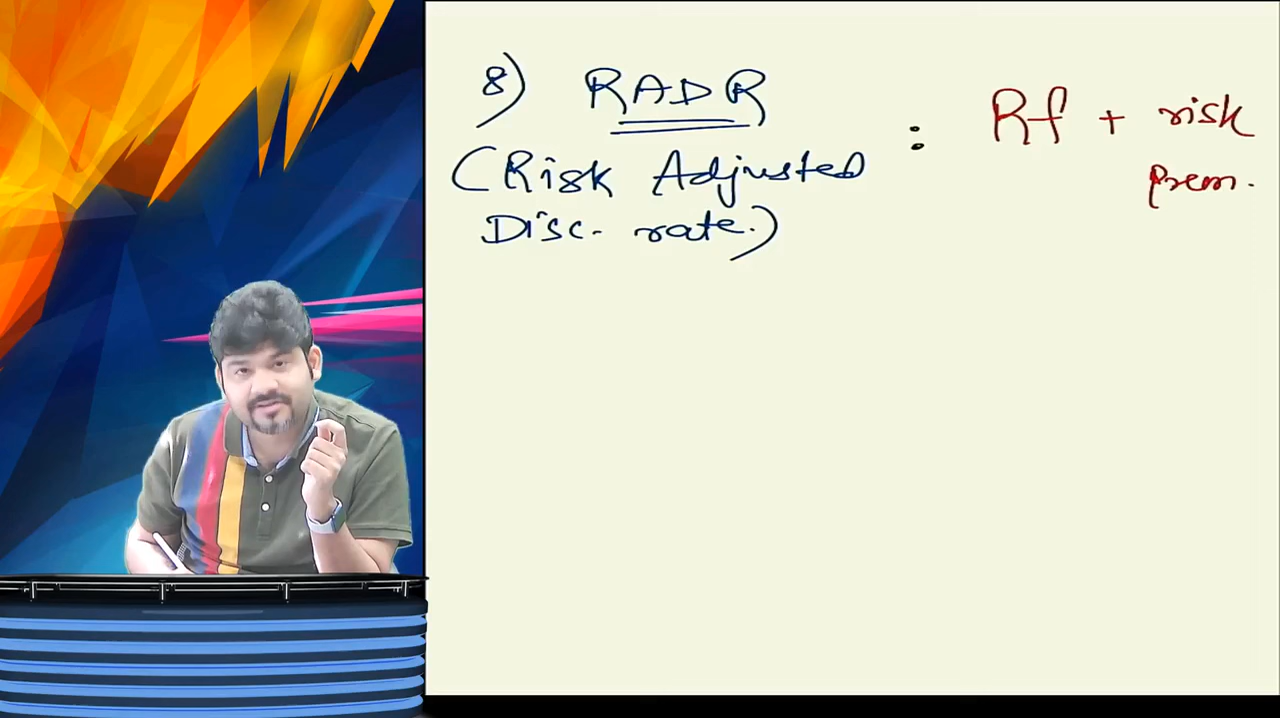 8) RADR
(Risk Adjusted
Disc. rate.)
: Rf + risk
prem.